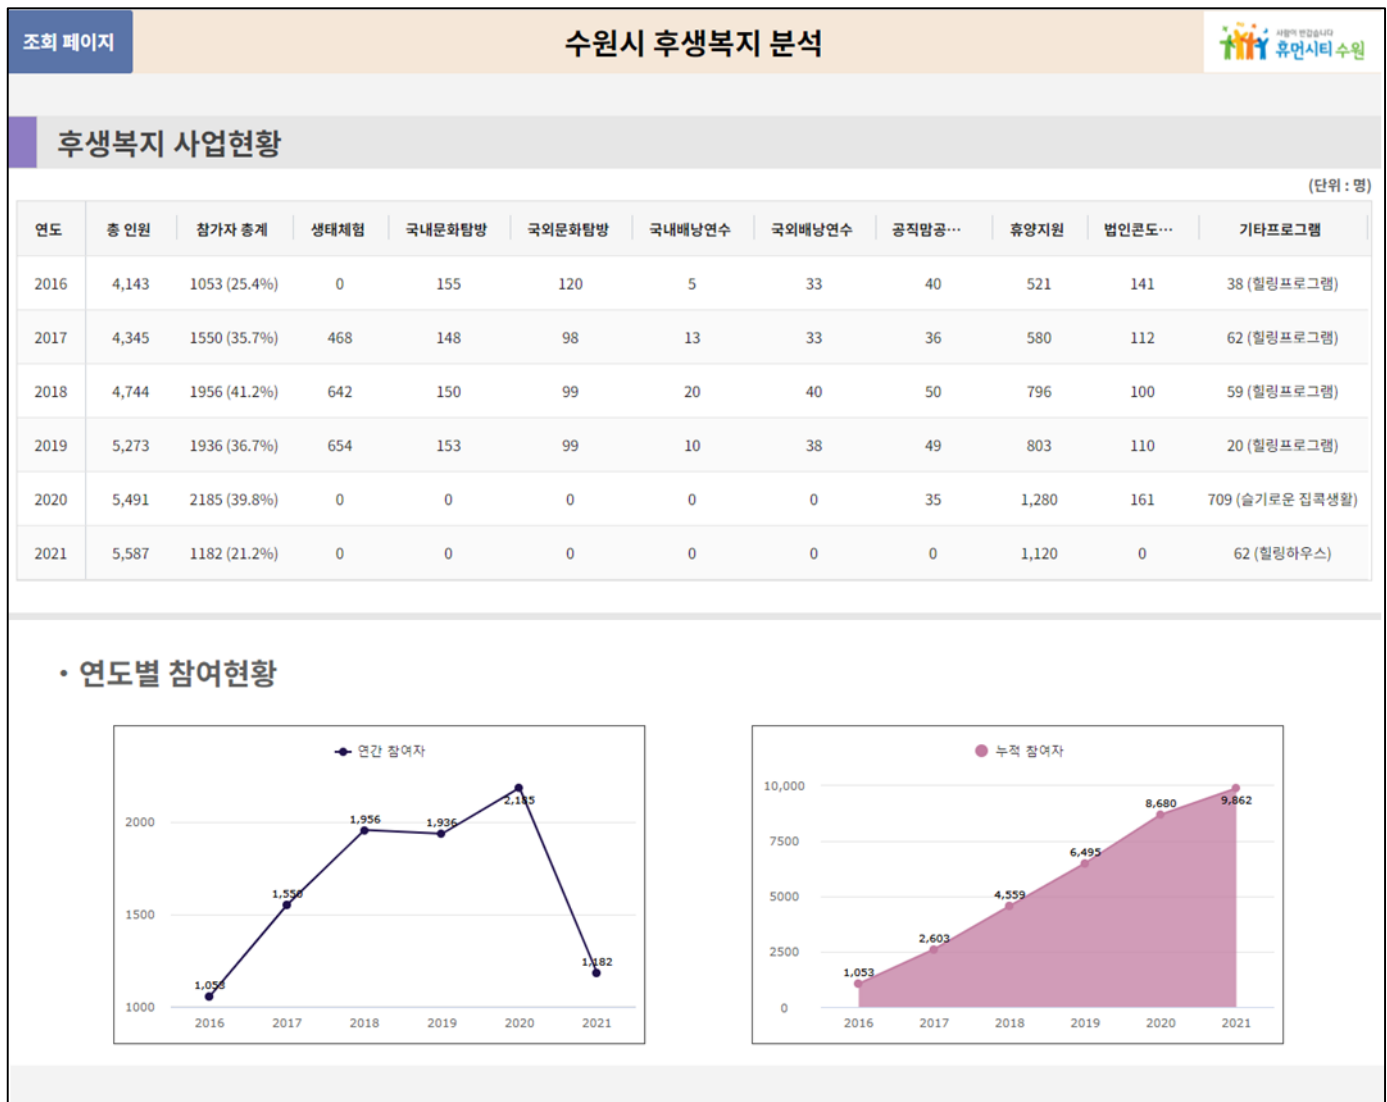 조회 페이지
수원시 후생복지 분석
사람이 반갑습니다
휴먼시티 수원
후생복지 사업현황
(단위 : 명)
연도 총 인원 참가자 총계 생태체험 국내문화탐방 국외문화탐방 국내배낭연수 국외배낭연수 공직맘공… 휴양지원 법인콘도… 기타프로그램
2016 4,143 1053 (25.4%) 0 155 120 5 33 40 521 141 38 (힐링프로그램)
2017 4,345 1550 (35.7%) 468 148 98 13 33 36 580 112 62 (힐링프로그램)
2018 4,744 1956 (41.2%) 642 150 99 20 40 50 796 100 59 (힐링프로그램)
2019 5,273 1936 (36.7%) 654 153 99 10 38 49 803 110 20 (힐링프로그램)
2020 5,491 2185 (39.8%) 0 0 0 0 0 35 1,280 161 709 (슬기로운 집콕생활)
2021 5,587 1182 (21.2%) 0 0 0 0 0 0 1,120 0 62 (힐링하우스)
• 연도별 참여현황
연간 참여자
2000
1500
1000
1,053
1,550
1,956
1,936
2,185
1,182
2016 2017 2018 2019 2020 2021
누적 참여자
10,000
7500
5000
2500
0
1,053
2,603
4,559
6,495
8,680
9,862
2016 2017 2018 2019 2020 2021